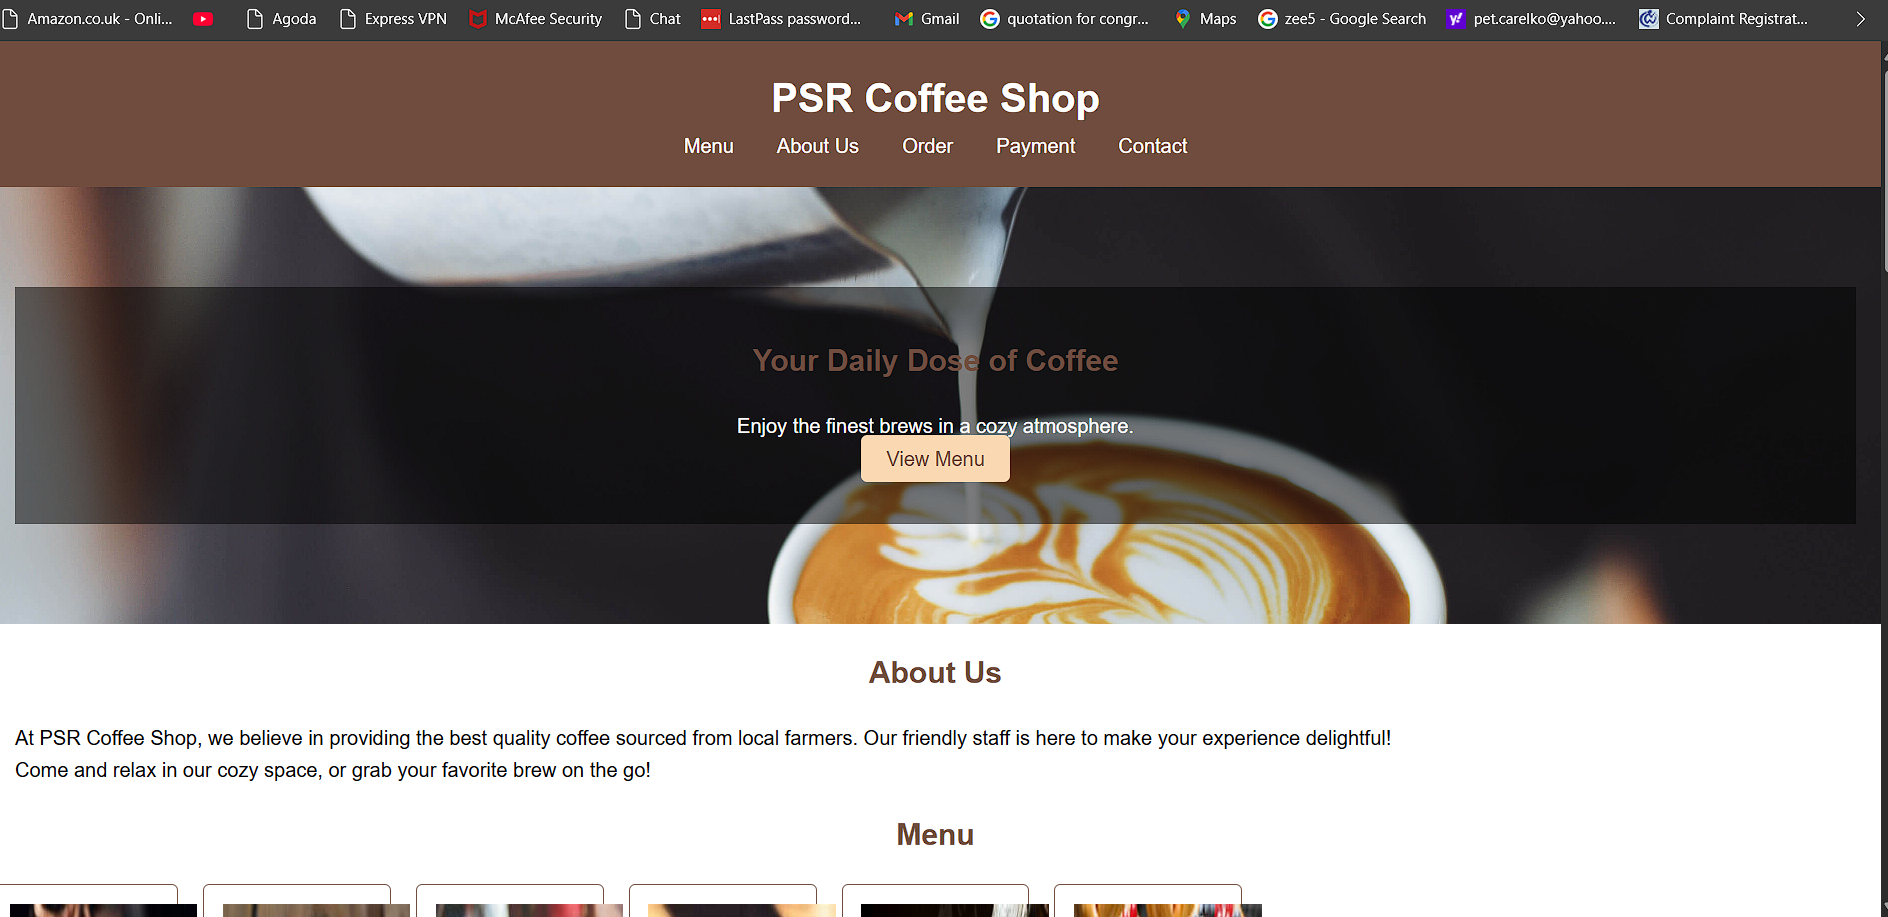 Amazon.co.uk - Onli... Agoda Express VPN McAfee Security Chat LastPass password... Gmail quotation for congr... Maps zee5 - Google Search pet.carelko@yahoo.... Complaint Registrat...
PSR Coffee Shop
Menu About Us Order Payment Contact
Your Daily Dose of Coffee
Enjoy the finest brews in a cozy atmosphere.
View Menu
About Us
At PSR Coffee Shop, we believe in providing the best quality coffee sourced from local farmers. Our friendly staff is here to make your experience delightful!
Come and relax in our cozy space, or grab your favorite brew on the go!
Menu